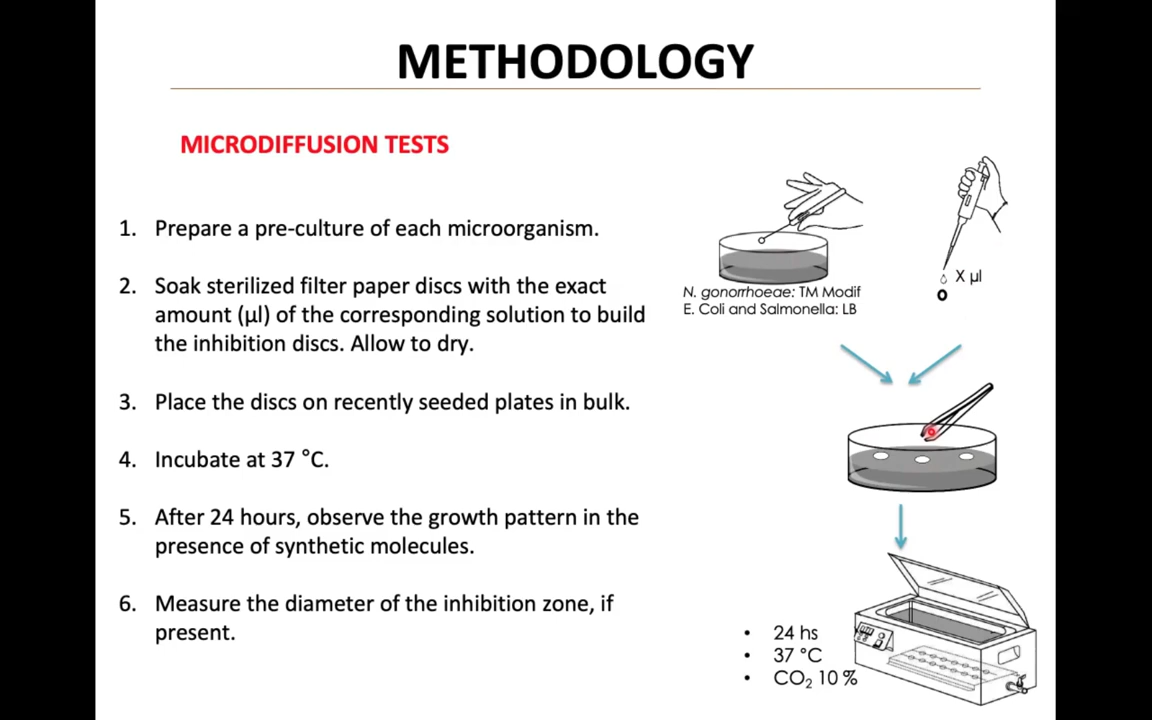 METHODOLOGY
MICRODIFFUSION TESTS
1. Prepare a pre-culture of each microorganism.
2. Soak sterilized filter paper discs with the exact
amount (µl) of the corresponding solution to build
the inhibition discs. Allow to dry.
3. Place the discs on recently seeded plates in bulk.
4. Incubate at 37 °C.
5. After 24 hours, observe the growth pattern in the
presence of synthetic molecules.
6. Measure the diameter of the inhibition zone, if
present.
X µl
N. gonorrhoeae: TM Modif
E. Coli and Salmonella: LB
• 24 hs
• 37 °C
• CO₂ 10 %